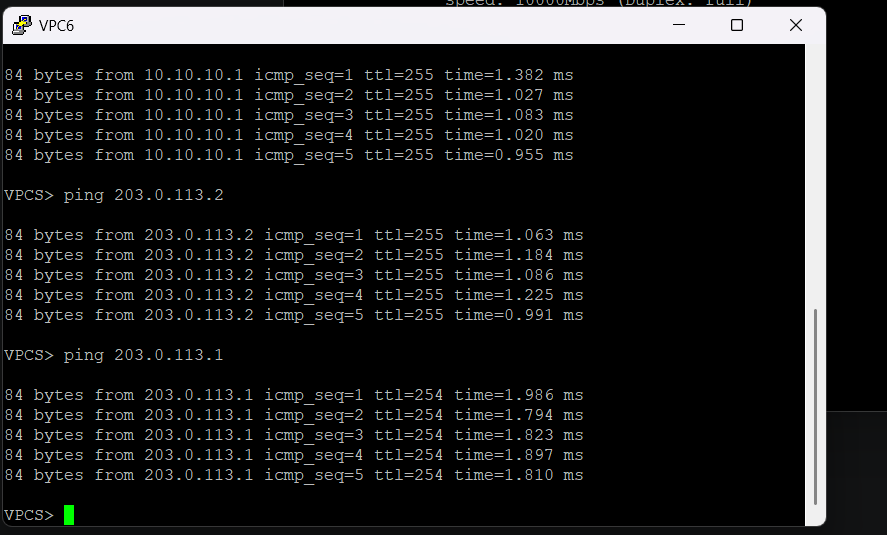 speed: 10000Mbps (Duplex: full)
VPC6
84 bytes from 10.10.10.1 icmp_seq=1 ttl=255 time=1.382 ms
84 bytes from 10.10.10.1 icmp_seq=2 ttl=255 time=1.027 ms
84 bytes from 10.10.10.1 icmp_seq=3 ttl=255 time=1.083 ms
84 bytes from 10.10.10.1 icmp_seq=4 ttl=255 time=1.020 ms
84 bytes from 10.10.10.1 icmp_seq=5 ttl=255 time=0.955 ms
VPCS> ping 203.0.113.2
84 bytes from 203.0.113.2 icmp_seq=1 ttl=255 time=1.063 ms
84 bytes from 203.0.113.2 icmp_seq=2 ttl=255 time=1.184 ms
84 bytes from 203.0.113.2 icmp_seq=3 ttl=255 time=1.086 ms
84 bytes from 203.0.113.2 icmp_seq=4 ttl=255 time=1.225 ms
84 bytes from 203.0.113.2 icmp_seq=5 ttl=255 time=0.991 ms
VPCS> ping 203.0.113.1
84 bytes from 203.0.113.1 icmp_seq=1 ttl=254 time=1.986 ms
84 bytes from 203.0.113.1 icmp_seq=2 ttl=254 time=1.794 ms
84 bytes from 203.0.113.1 icmp_seq=3 ttl=254 time=1.823 ms
84 bytes from 203.0.113.1 icmp_seq=4 ttl=254 time=1.897 ms
84 bytes from 203.0.113.1 icmp_seq=5 ttl=254 time=1.810 ms
VPCS>